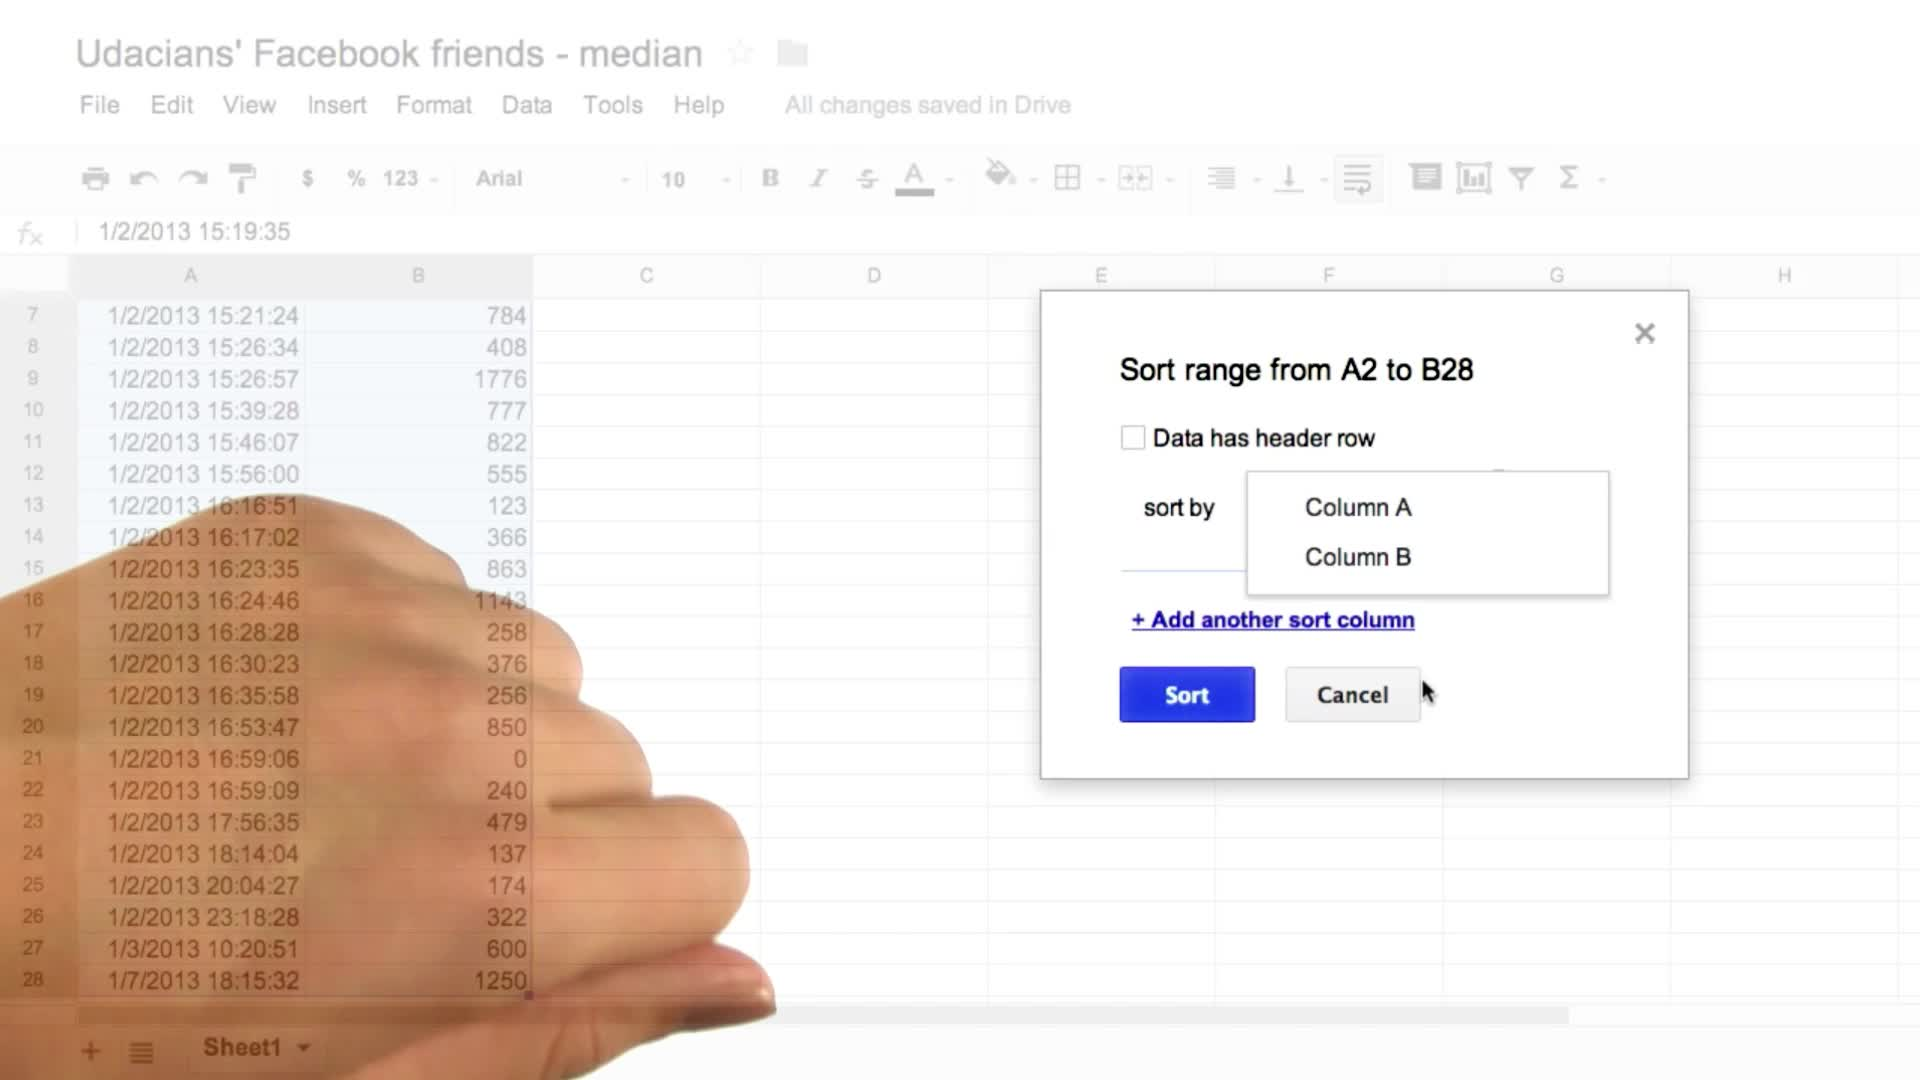 Udacians' Facebook friends - median
File Edit View Insert Format Data Tools Help All changes saved in Drive
$ % 123 Arial 10 B I S A Σ
fx 1/2/2013 15:19:35
A B C D E F G H
7 1/2/2013 15:21:24 784
8 1/2/2013 15:26:34 408
9 1/2/2013 15:26:57 1776
10 1/2/2013 15:39:28 777
11 1/2/2013 15:46:07 822
12 1/2/2013 15:56:00 555
13 1/2/2013 16:16:51 123
14 1/2/2013 16:17:02 366
15 1/2/2013 16:23:35 863
16 1/2/2013 16:24:46 1143
17 1/2/2013 16:28:28 258
18 1/2/2013 16:30:23 376
19 1/2/2013 16:35:58 256
20 1/2/2013 16:53:47 850
21 1/2/2013 16:59:06 0
22 1/2/2013 16:59:09 240
23 1/2/2013 17:56:35 479
24 1/2/2013 18:14:04 137
25 1/2/2013 20:04:27 174
26 1/2/2013 23:18:28 322
27 1/3/2013 10:20:51 600
28 1/7/2013 18:15:32 1250
Sheet1
Sort range from A2 to B28
Data has header row
sort by
Column A
Column B
+ Add another sort column
Sort Cancel